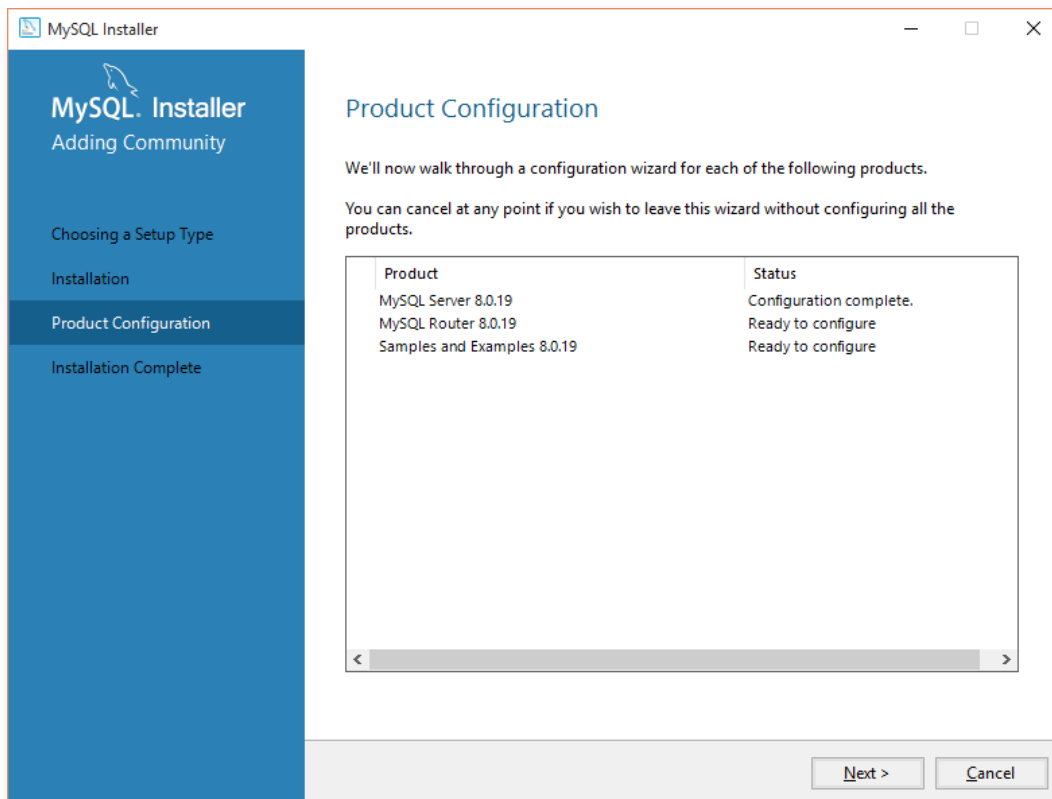 MySQL Installer
MySQL. Installer
Adding Community
Choosing a Setup Type
Installation
Product Configuration
Installation Complete
Product Configuration
We'll now walk through a configuration wizard for each of the following products.
You can cancel at any point if you wish to leave this wizard without configuring all the
products.
Product Status
MySQL Server 8.0.19 Configuration complete.
MySQL Router 8.0.19 Ready to configure
Samples and Examples 8.0.19 Ready to configure
Next > Cancel